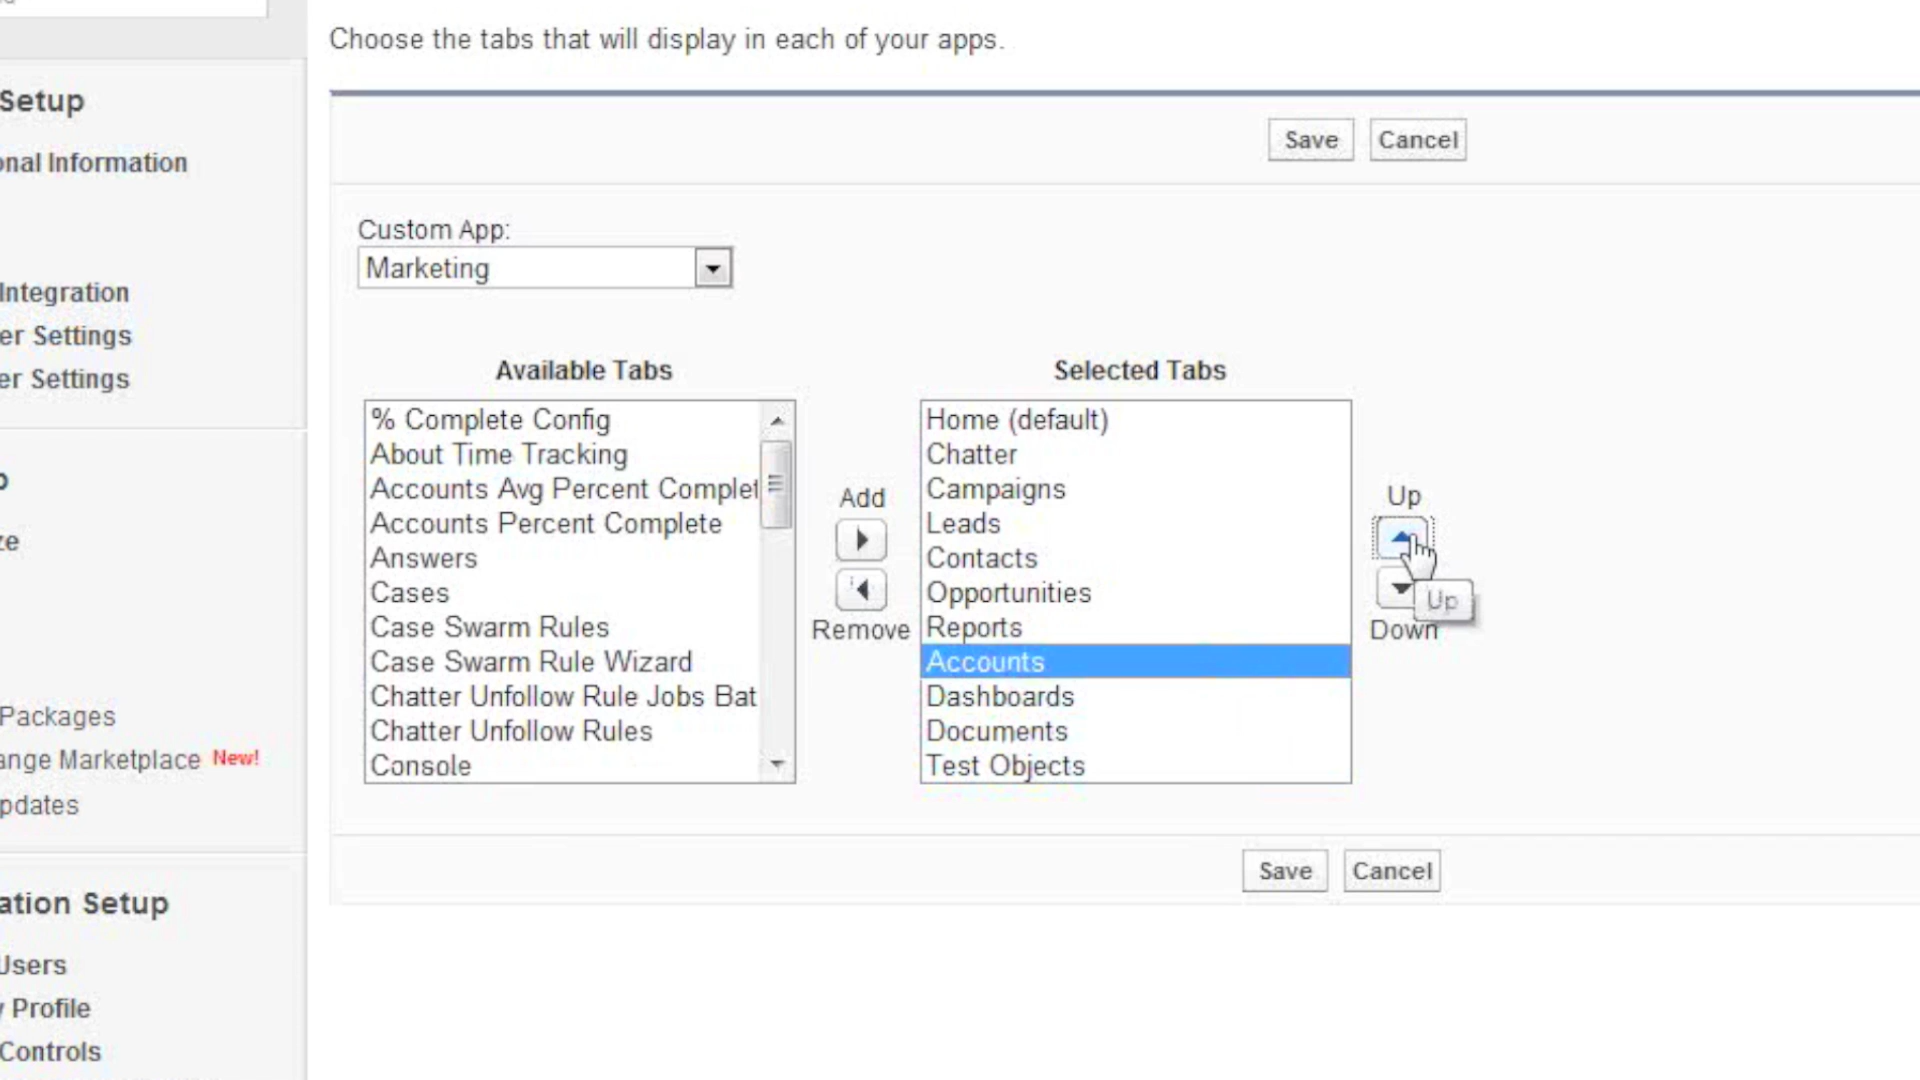 Choose the tabs that will display in each of your apps.
Setup
onal Information
Integration
er Settings
er Settings
ze
Packages
ange Marketplace New!
pdates
ation Setup
Users
Profile
Controls
Save Cancel
Custom App:
Marketing
Available Tabs
% Complete Config
About Time Tracking
Accounts Avg Percent Complet
Accounts Percent Complete
Answers
Cases
Case Swarm Rules
Case Swarm Rule Wizard
Chatter Unfollow Rule Jobs Bat
Chatter Unfollow Rules
Console
Add
Remove
Selected Tabs
Home (default)
Chatter
Campaigns
Leads
Contacts
Opportunities
Reports
Accounts
Dashboards
Documents
Test Objects
Up
Up
Down
Save Cancel